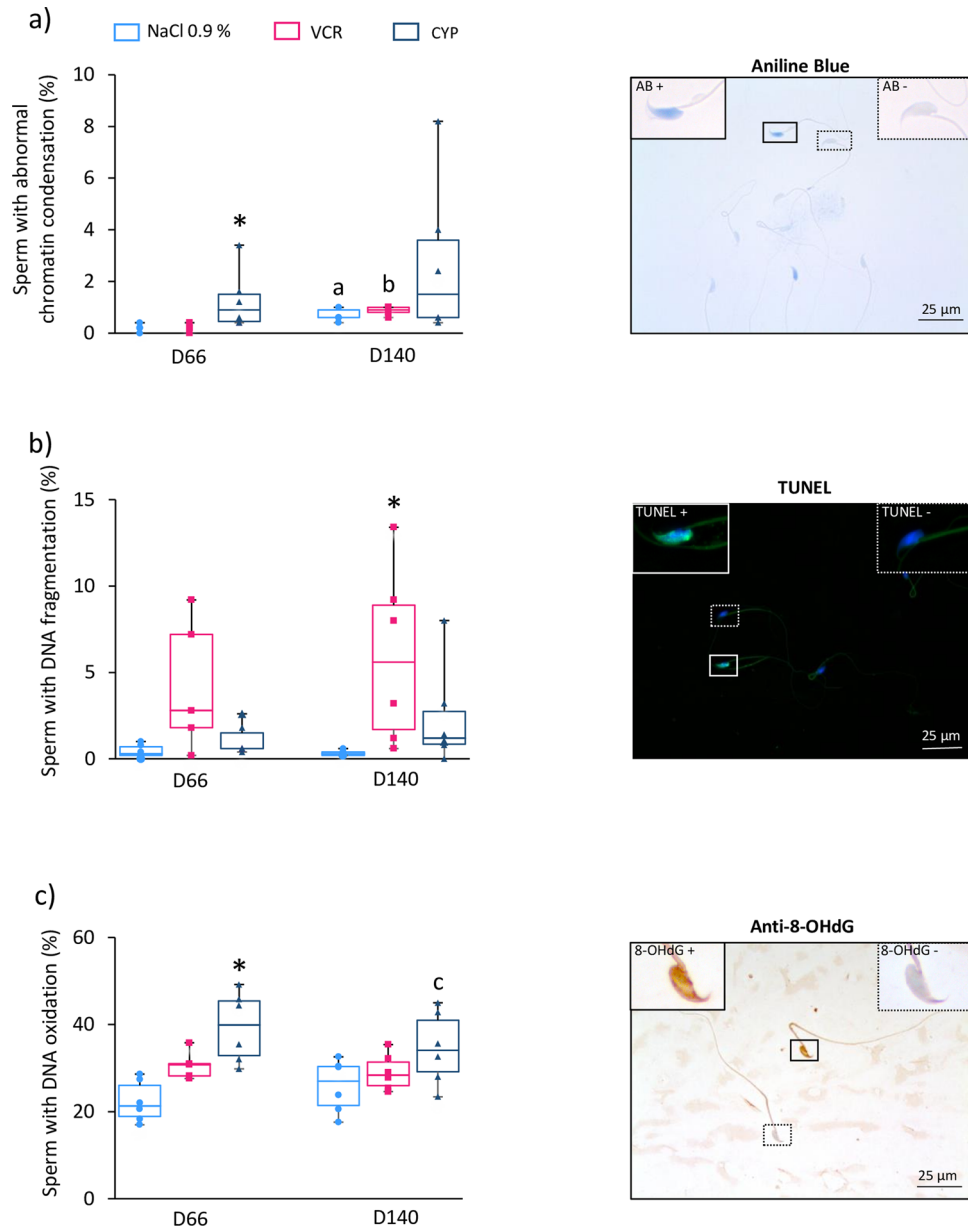 a)
NaCl 0.9 % VCR CYP
Sperm with abnormal
chromatin condensation (%)
10
8
6
4
2
0
*
a
b
D66 D140
Aniline Blue
AB +
AB -
25 µm
b)
Sperm with DNA fragmentation (%)
15
10
5
0
*
D66 D140
TUNEL
TUNEL +
TUNEL -
25 µm
c)
Sperm with DNA oxidation (%)
60
40
20
0
*
c
D66 D140
Anti-8-OHdG
8-OHdG +
8-OHdG -
25 µm